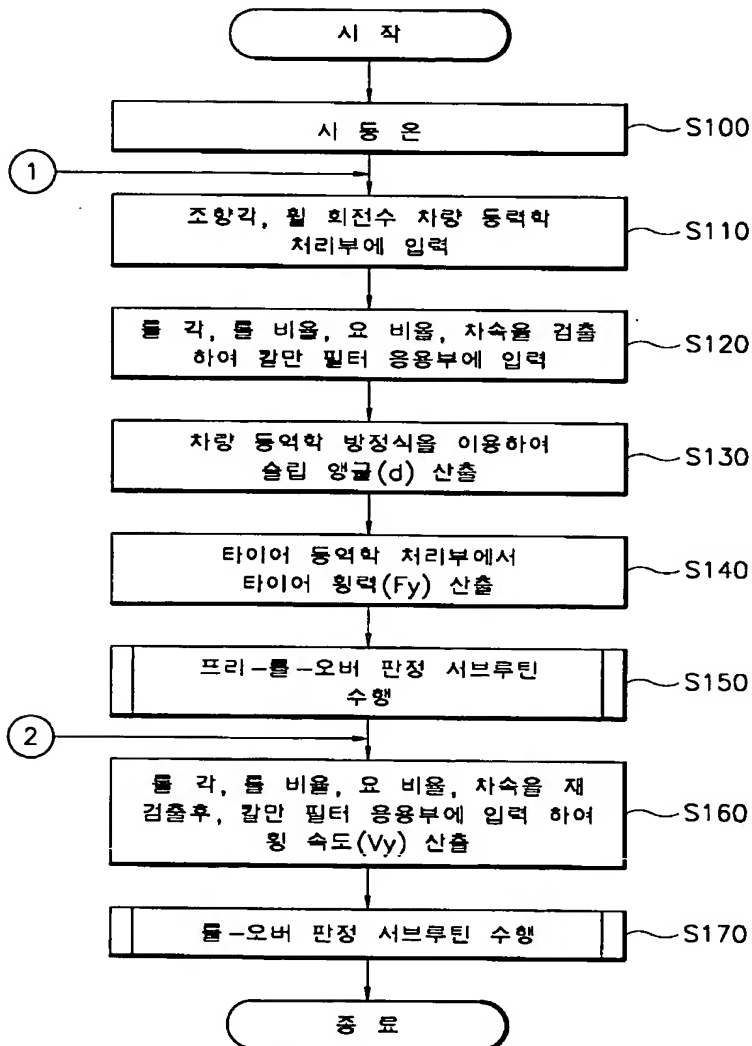 시 작
시 동 온
S100
1
조향각, 휠 회전수 차량 동력학
처리부에 입력
S110
롤 각, 롤 비율, 요 비율, 차속을 검출
하여 칼만 필터 응용부에 입력
S120
차량 동역학 방정식을 이용하여
슬립 앵글(d) 산출
S130
타이어 동역학 처리부에서
타이어 횡력(Fy) 산출
S140
프리-롤-오버 판정 서브루틴
수행
S150
2
롤 각, 롤 비율, 요 비율, 차속을 재
검출후, 칼만 필터 응용부에 입력 하여
횡 속도(Vy) 산출
S160
롤-오버 판정 서브루틴 수행
S170
종 료